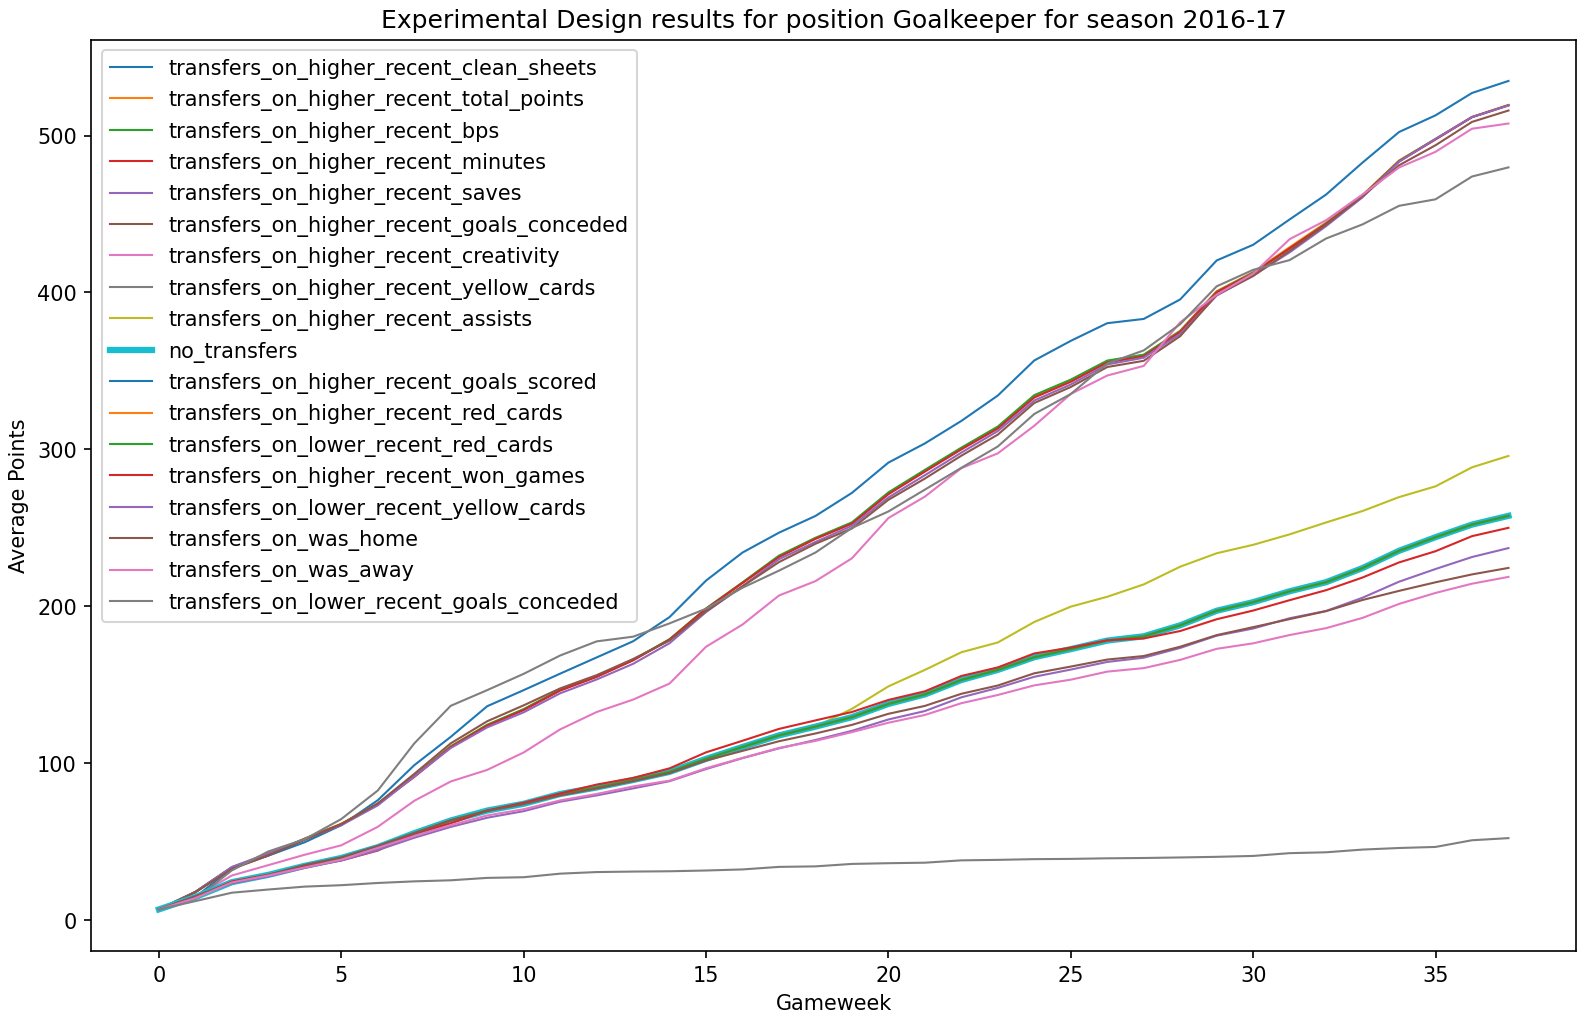 Experimental Design results for position Goalkeeper for season 2016-17
transfers_on_higher_recent_clean_sheets
transfers_on_higher_recent_total_points
transfers_on_higher_recent_bps
transfers_on_higher_recent_minutes
transfers_on_higher_recent_saves
transfers_on_higher_recent_goals_conceded
transfers_on_higher_recent_creativity
transfers_on_higher_recent_yellow_cards
transfers_on_higher_recent_assists
no_transfers
transfers_on_higher_recent_goals_scored
transfers_on_higher_recent_red_cards
transfers_on_lower_recent_red_cards
transfers_on_higher_recent_won_games
transfers_on_lower_recent_yellow_cards
transfers_on_was_home
transfers_on_was_away
transfers_on_lower_recent_goals_conceded
Average Points
500
400
300
200
100
0
0 5 10 15 20 25 30 35
Gameweek